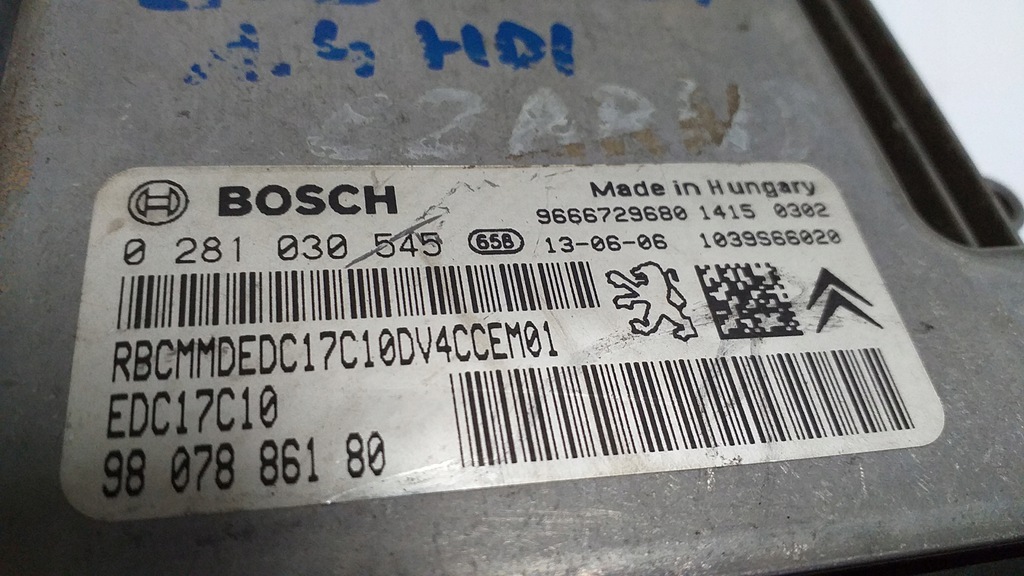 1.4 HDI
BOSCH
Made in Hungary
9666729680 1415 0302
0 281 030 545 658 13-06-06 1039S66020
RBCMMDEDC17C10DV4CCEM01
EDC17C10
98 078 861 80